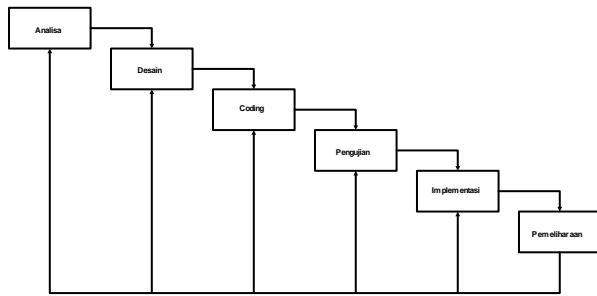 Analisa
Desain
Coding
Pengujian
Implementasi
Pemeliharaan